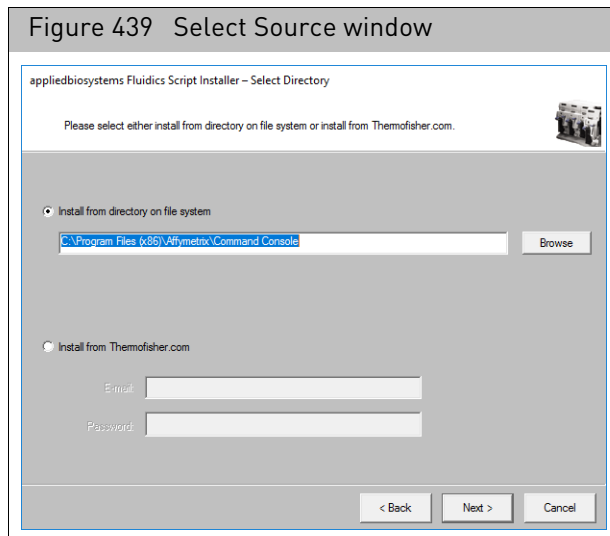 Figure 439 Select Source window
appliedbiosystems Fluidics Script Installer – Select Directory
Please select either install from directory on file system or install from Thermofisher.com.
Install from directory on file system
C:\Program Files (x86)\Affymetrix\Command Console
Browse
Install from Thermofisher.com
E-mail:
Password:
< Back
Next >
Cancel